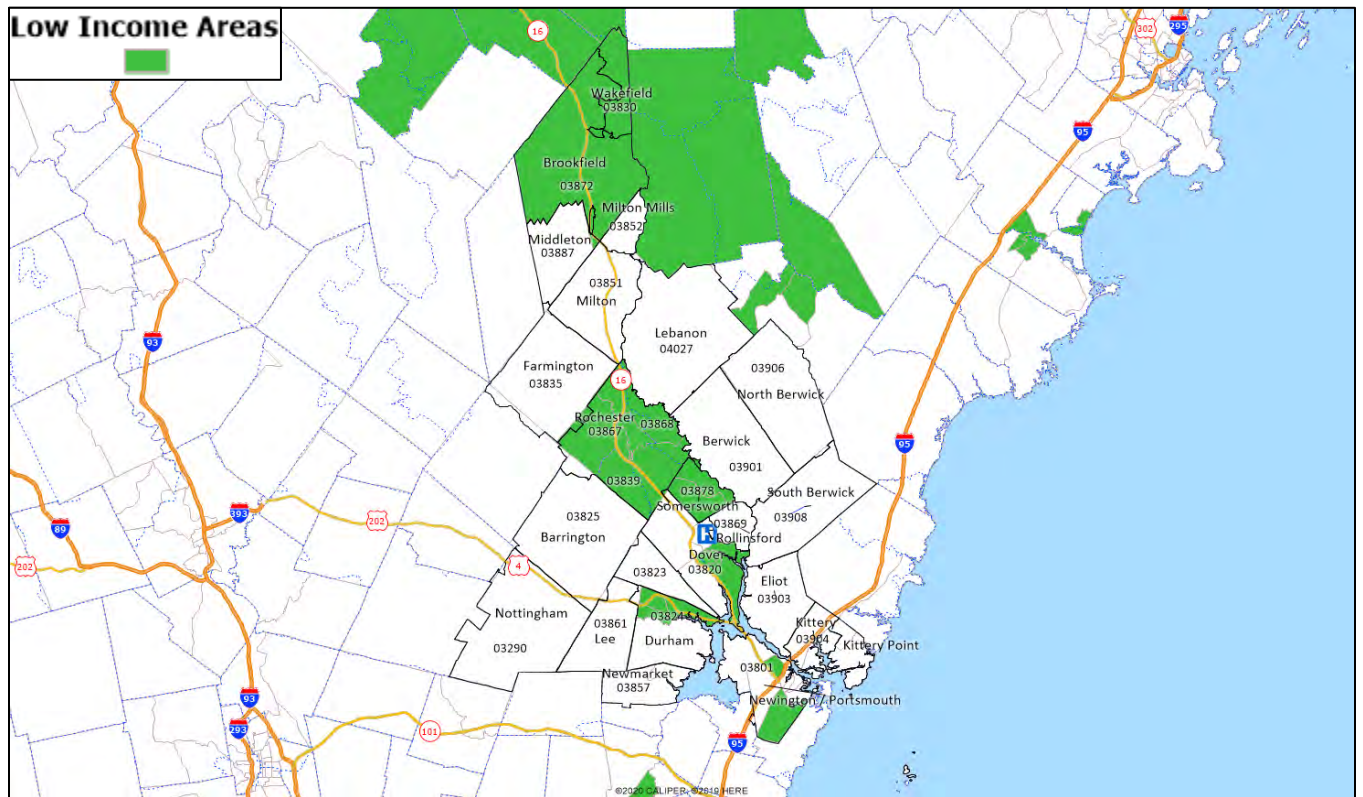 Low Income Areas
16
302
295
Wakefield
03830
95
Brookfield
03872
Milton Mills
03852
Middleton
03887
03851
Milton
93
Lebanon
04027
Farmington
03835
16
03906
North Berwick
Rochester
03867
03868
Berwick
03901
95
03839
03878
Somersworth
South Berwick
03908
393
202
89
202
03825
Barrington
03869
H
Rollinsford
Dover
03820
4
03823
Eliot
03903
Nottingham
03290
03861
Lee
03824
Durham
Kittery
03904
Kittery Point
03801
Newmarket
03857
Newington / Portsmouth
93
293
101
95
©2020 CALIPER; ©2019 HERE